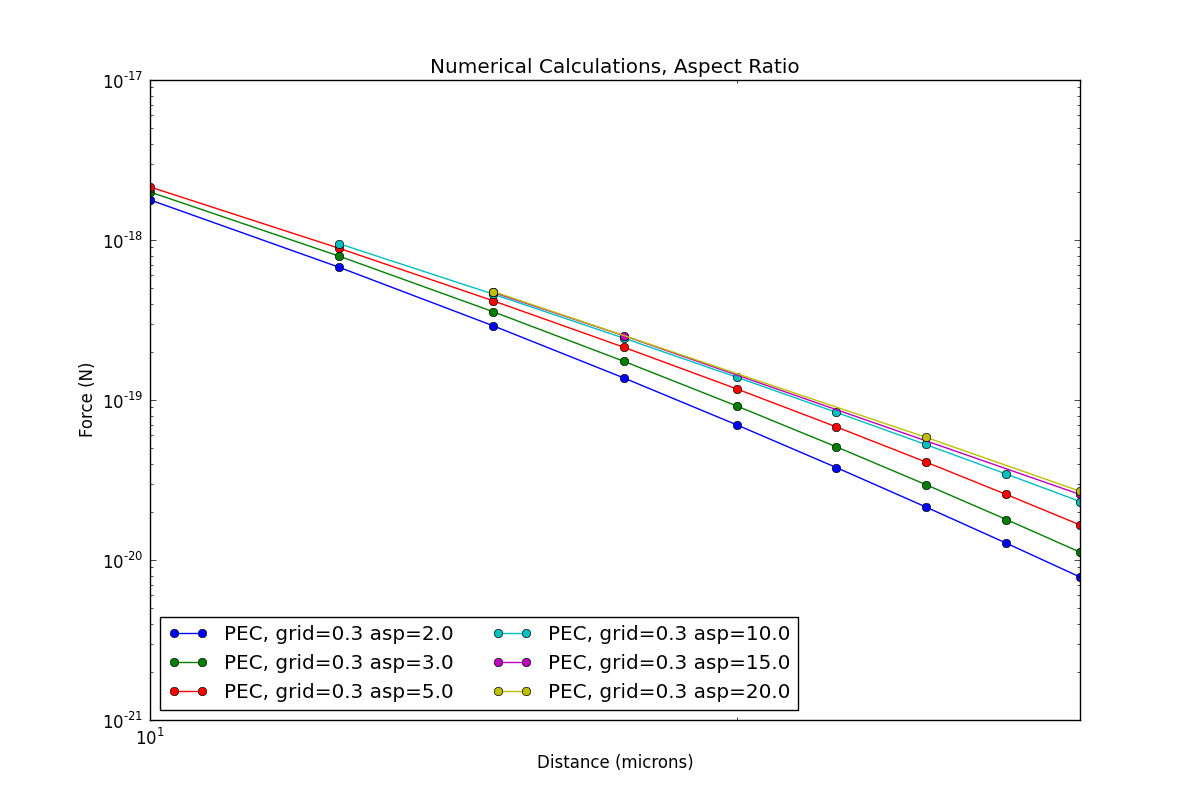 Numerical Calculations, Aspect Ratio
10^-17
10^-18
10^-19
10^-20
10^-21
Force (N)
10^1
Distance (microns)
PEC, grid=0.3 asp=2.0
PEC, grid=0.3 asp=3.0
PEC, grid=0.3 asp=5.0
PEC, grid=0.3 asp=10.0
PEC, grid=0.3 asp=15.0
PEC, grid=0.3 asp=20.0